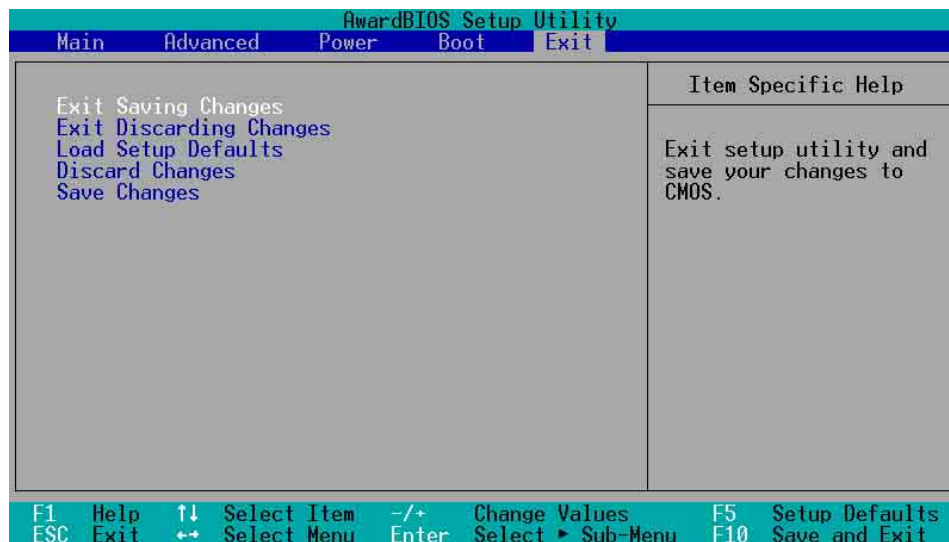 AwardBIOS Setup Utility
Main Advanced Power Boot Exit
Item Specific Help
Exit Saving Changes
Exit Discarding Changes
Load Setup Defaults
Discard Changes
Save Changes
Exit setup utility and
save your changes to
CMOS.
F1 Help ↑↓ Select Item -/+ Change Values F5 Setup Defaults
ESC Exit ←→ Select Menu Enter Select ► Sub-Menu F10 Save and Exit